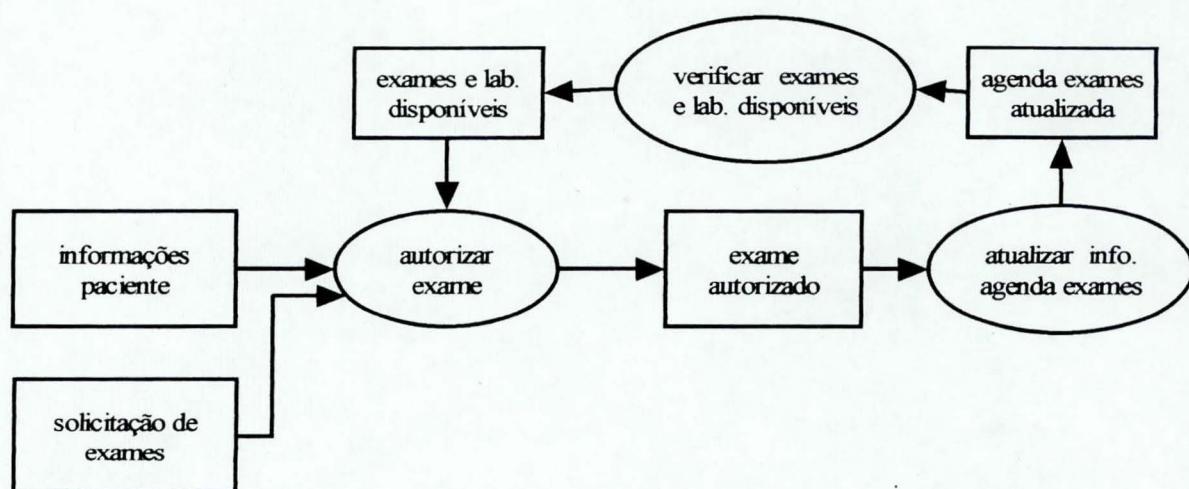 exames e lab.
disponíveis
verificar exames
e lab. disponíveis
agenda exames
atualizada
informações
paciente
autorizar
exame
exame
autorizado
atualizar info.
agenda exames
solicitação de
exames